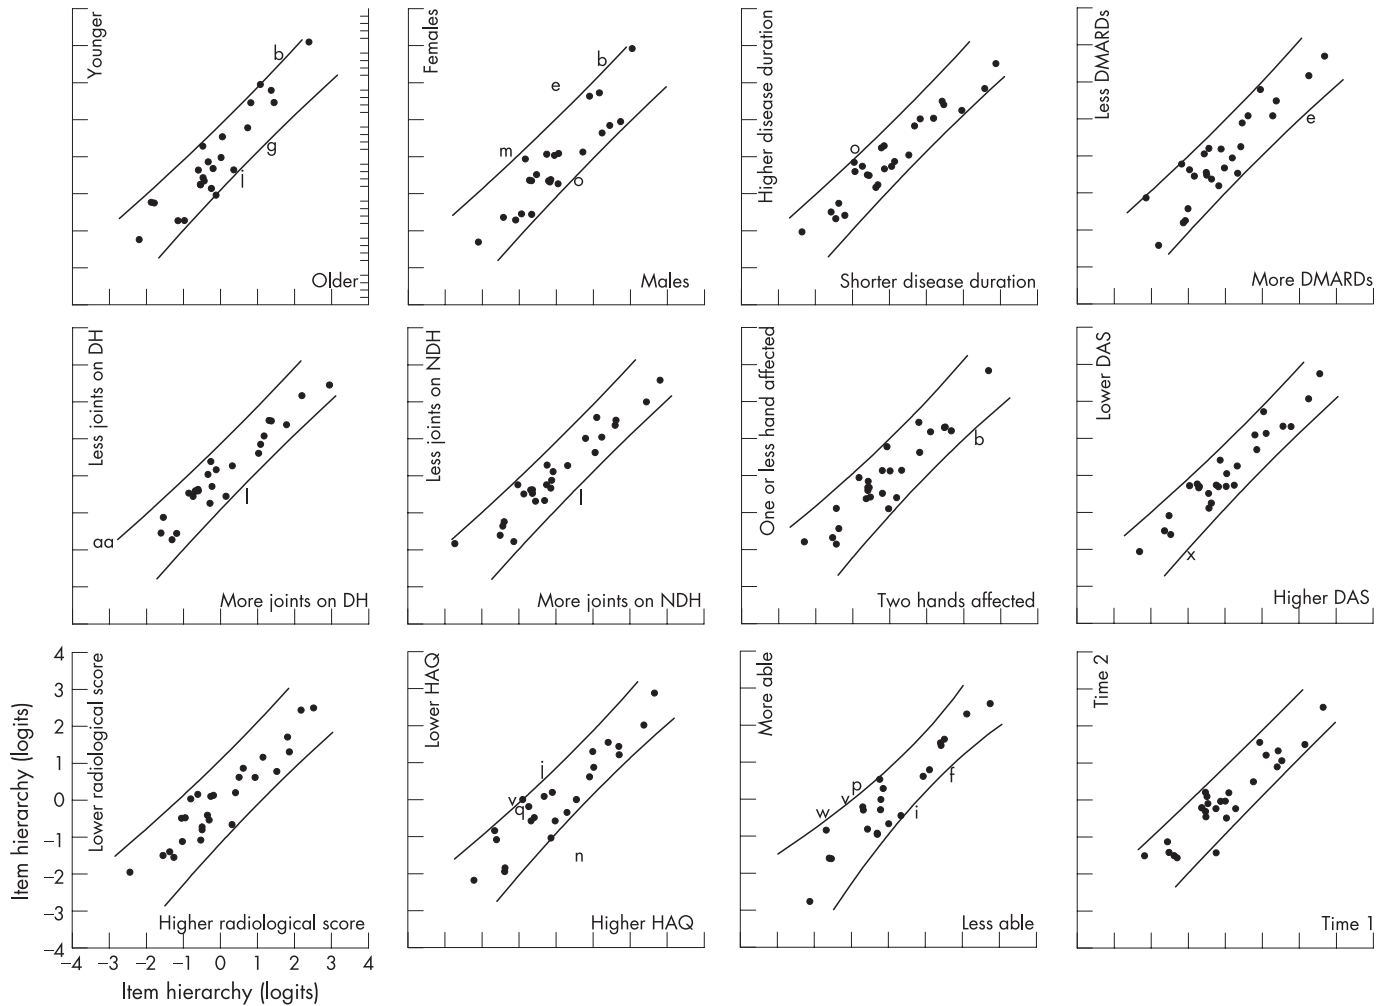 Younger
b
g
i
Older
Females
b
e
m
o
Males
Higher disease duration
o
Shorter disease duration
Less DMARDs
e
More DMARDs
Less joints on DH
l
aa
More joints on DH
Less joints on NDH
l
More joints on NDH
One or less hand affected
b
Two hands affected
Lower DAS
x
Higher DAS
Item hierarchy (logits)
4
3
2
1
0
−1
−2
−3
−4
Lower radiological score
Higher radiological score
−4 −3 −2 −1 0 1 2 3 4
Item hierarchy (logits)
Lower HAQ
j
v
q
n
Higher HAQ
More able
p
v
w
f
i
Less able
Time 2
Time 1